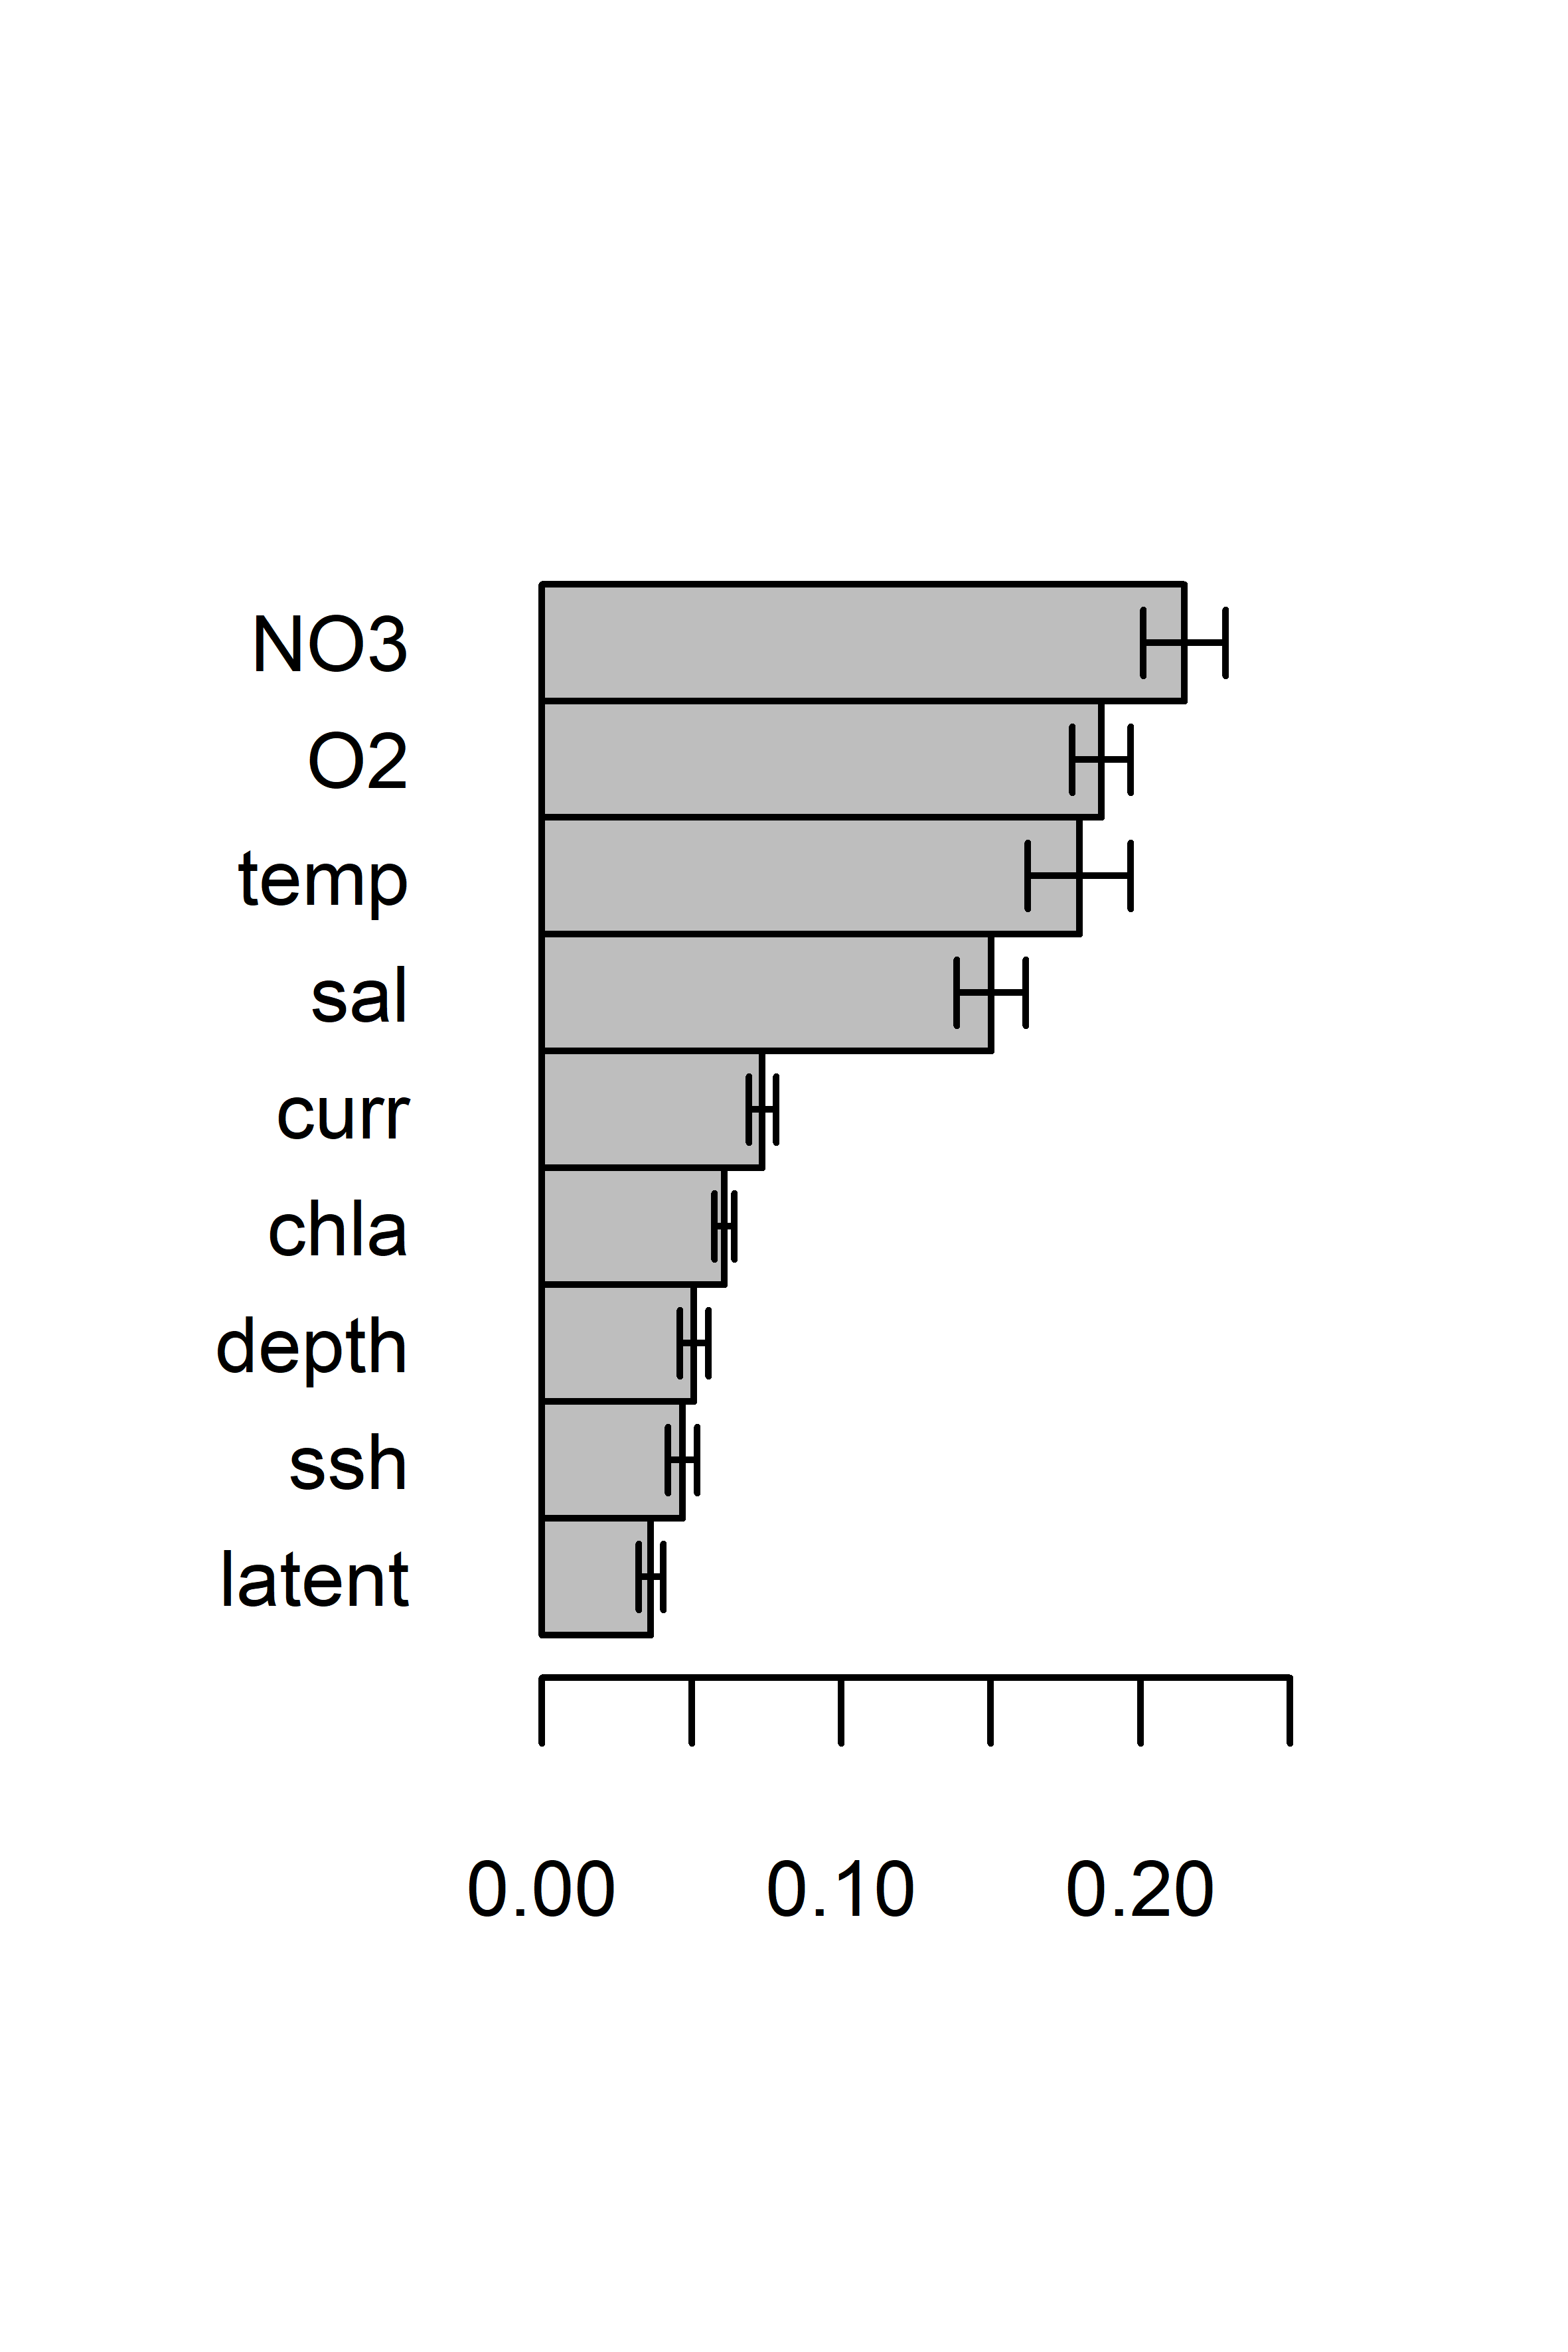 NO3
O2
temp
sal
curr
chla
depth
ssh
latent
0.00 0.10 0.20